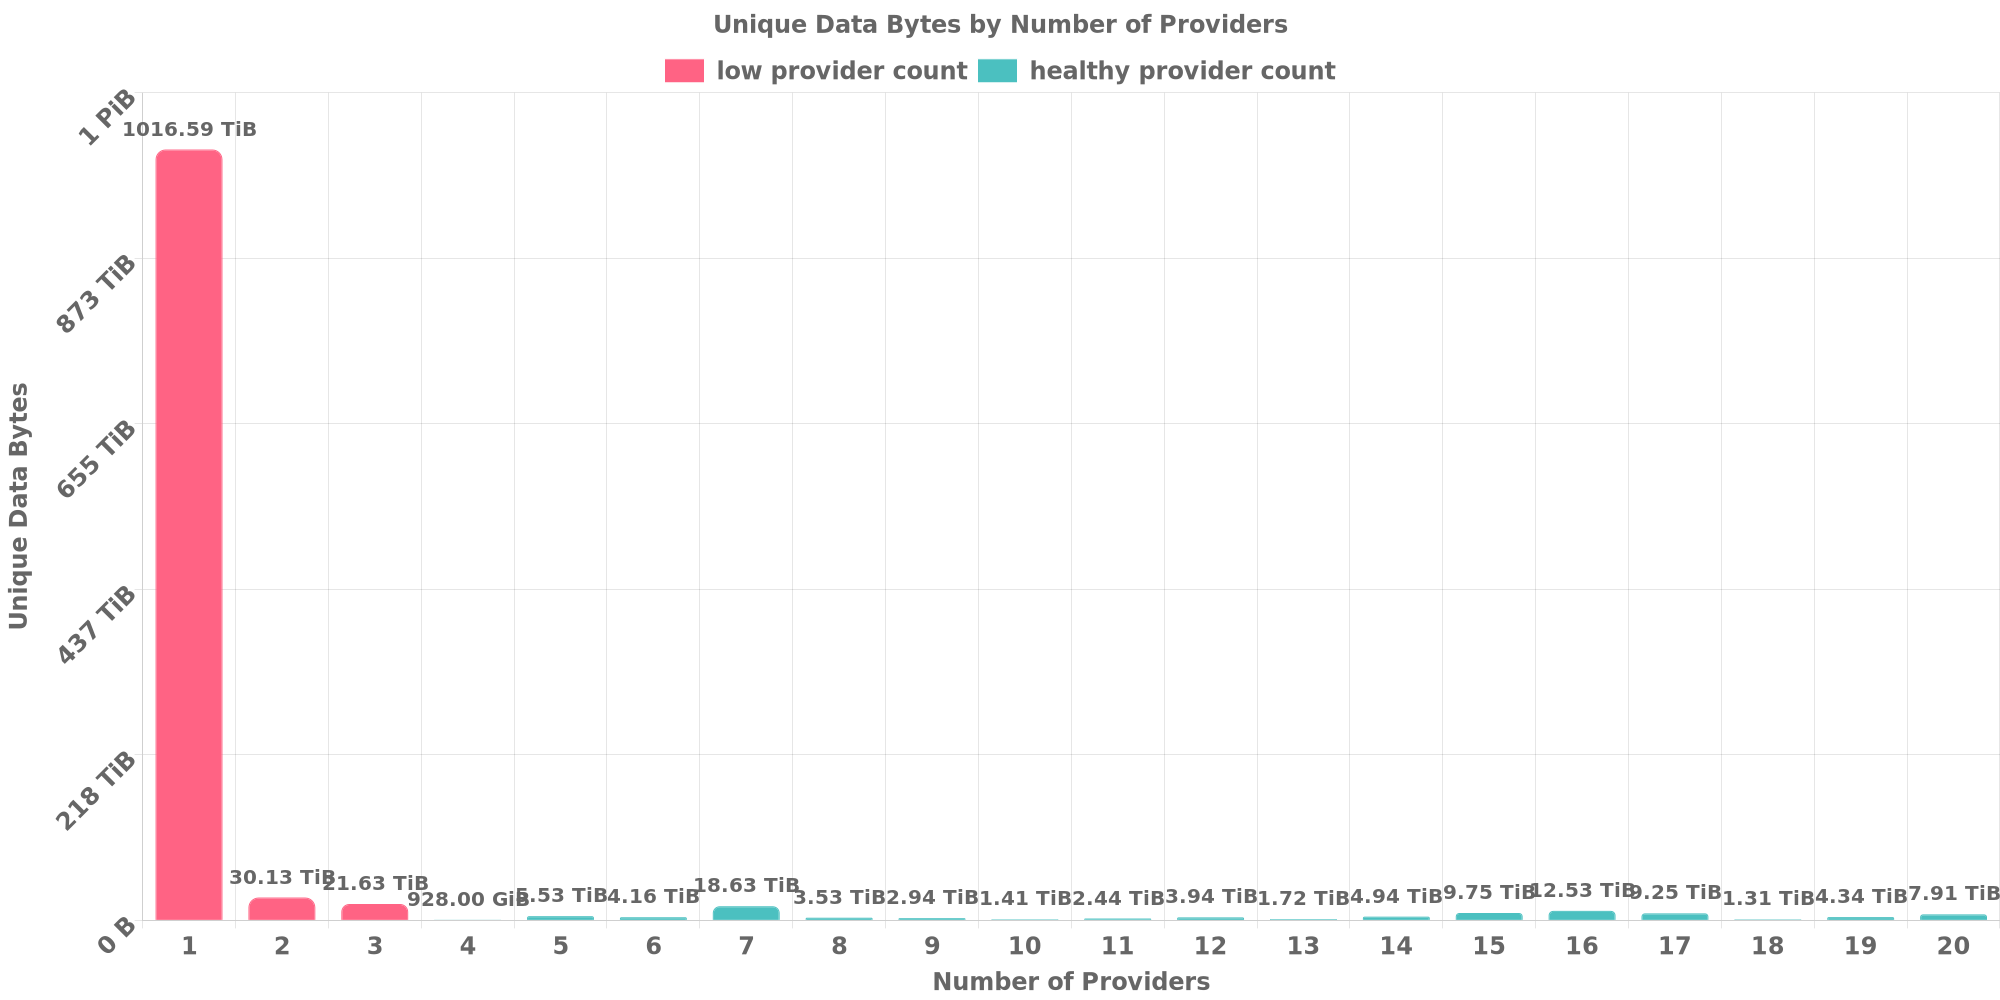 Unique Data Bytes by Number of Providers
low provider count
healthy provider count
Unique Data Bytes
1 PiB
873 TiB
655 TiB
437 TiB
218 TiB
0 B
1016.59 TiB
30.13 TiB
21.63 TiB
928.00 GiB
5.53 TiB
4.16 TiB
18.63 TiB
3.53 TiB
2.94 TiB
1.41 TiB
2.44 TiB
3.94 TiB
1.72 TiB
4.94 TiB
9.75 TiB
12.53 TiB
9.25 TiB
1.31 TiB
4.34 TiB
7.91 TiB
1 2 3 4 5 6 7 8 9 10 11 12 13 14 15 16 17 18 19 20
Number of Providers